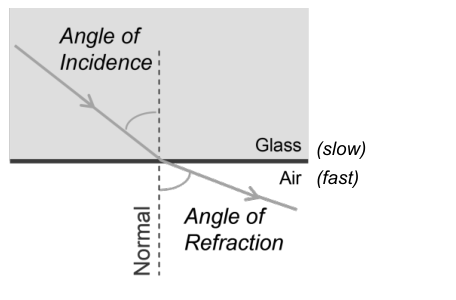 Angle of
Incidence
Glass (slow)
Air (fast)
Normal
Angle of
Refraction